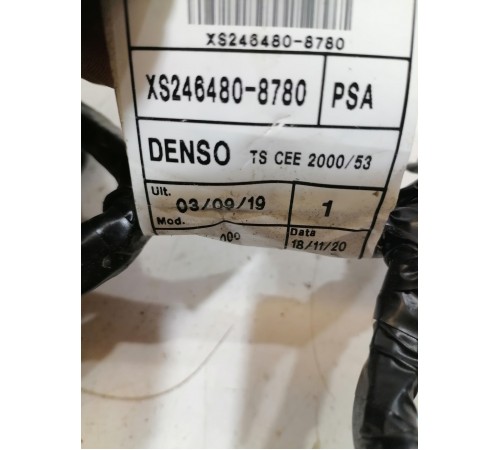 XS246480-8780
XS246480-8780 PSA
DENSO TS CEE 2000/53
Ult. 03/09/19 1
Mod. Data
18/11/20